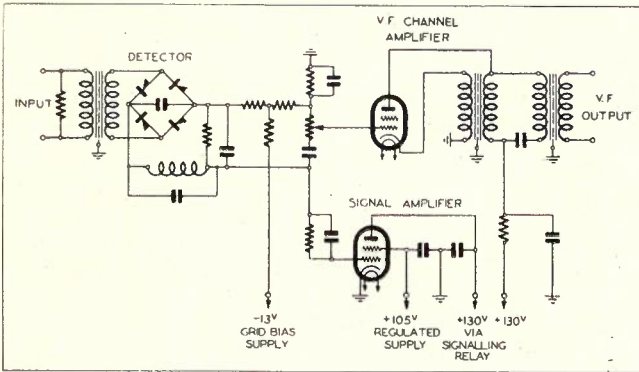 V.F. CHANNEL
AMPLIFIER
DETECTOR
INPUT
V.F
OUTPUT
SIGNAL AMPLIFIER
-13V
GRID BIAS
SUPPLY
+105V
REGULATED
SUPPLY
+130V
VIA
SIGNALLING
RELAY
+130V